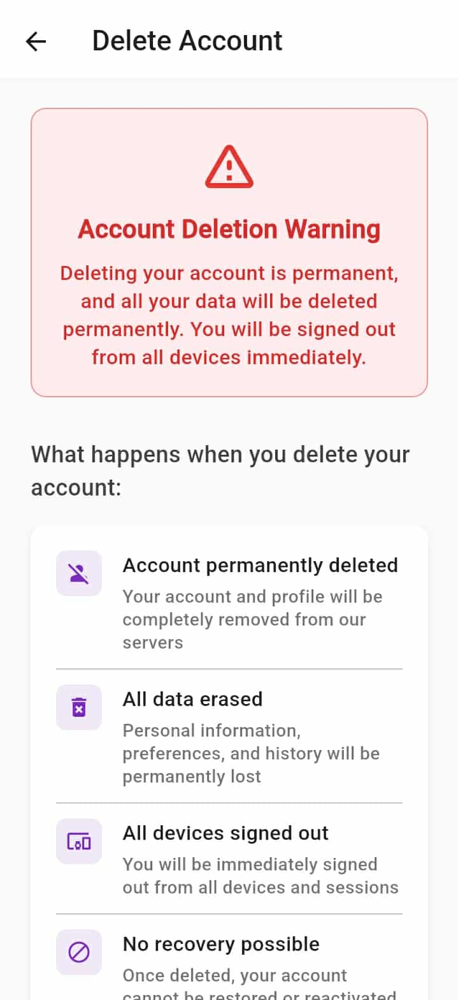 Delete Account
Account Deletion Warning
Deleting your account is permanent,
and all your data will be deleted
permanently. You will be signed out
from all devices immediately.
What happens when you delete your
account:
Account permanently deleted
Your account and profile will be
completely removed from our
servers
All data erased
Personal information,
preferences, and history will be
permanently lost
All devices signed out
You will be immediately signed
out from all devices and sessions
No recovery possible
Once deleted, your account
cannot be restored or reactivated